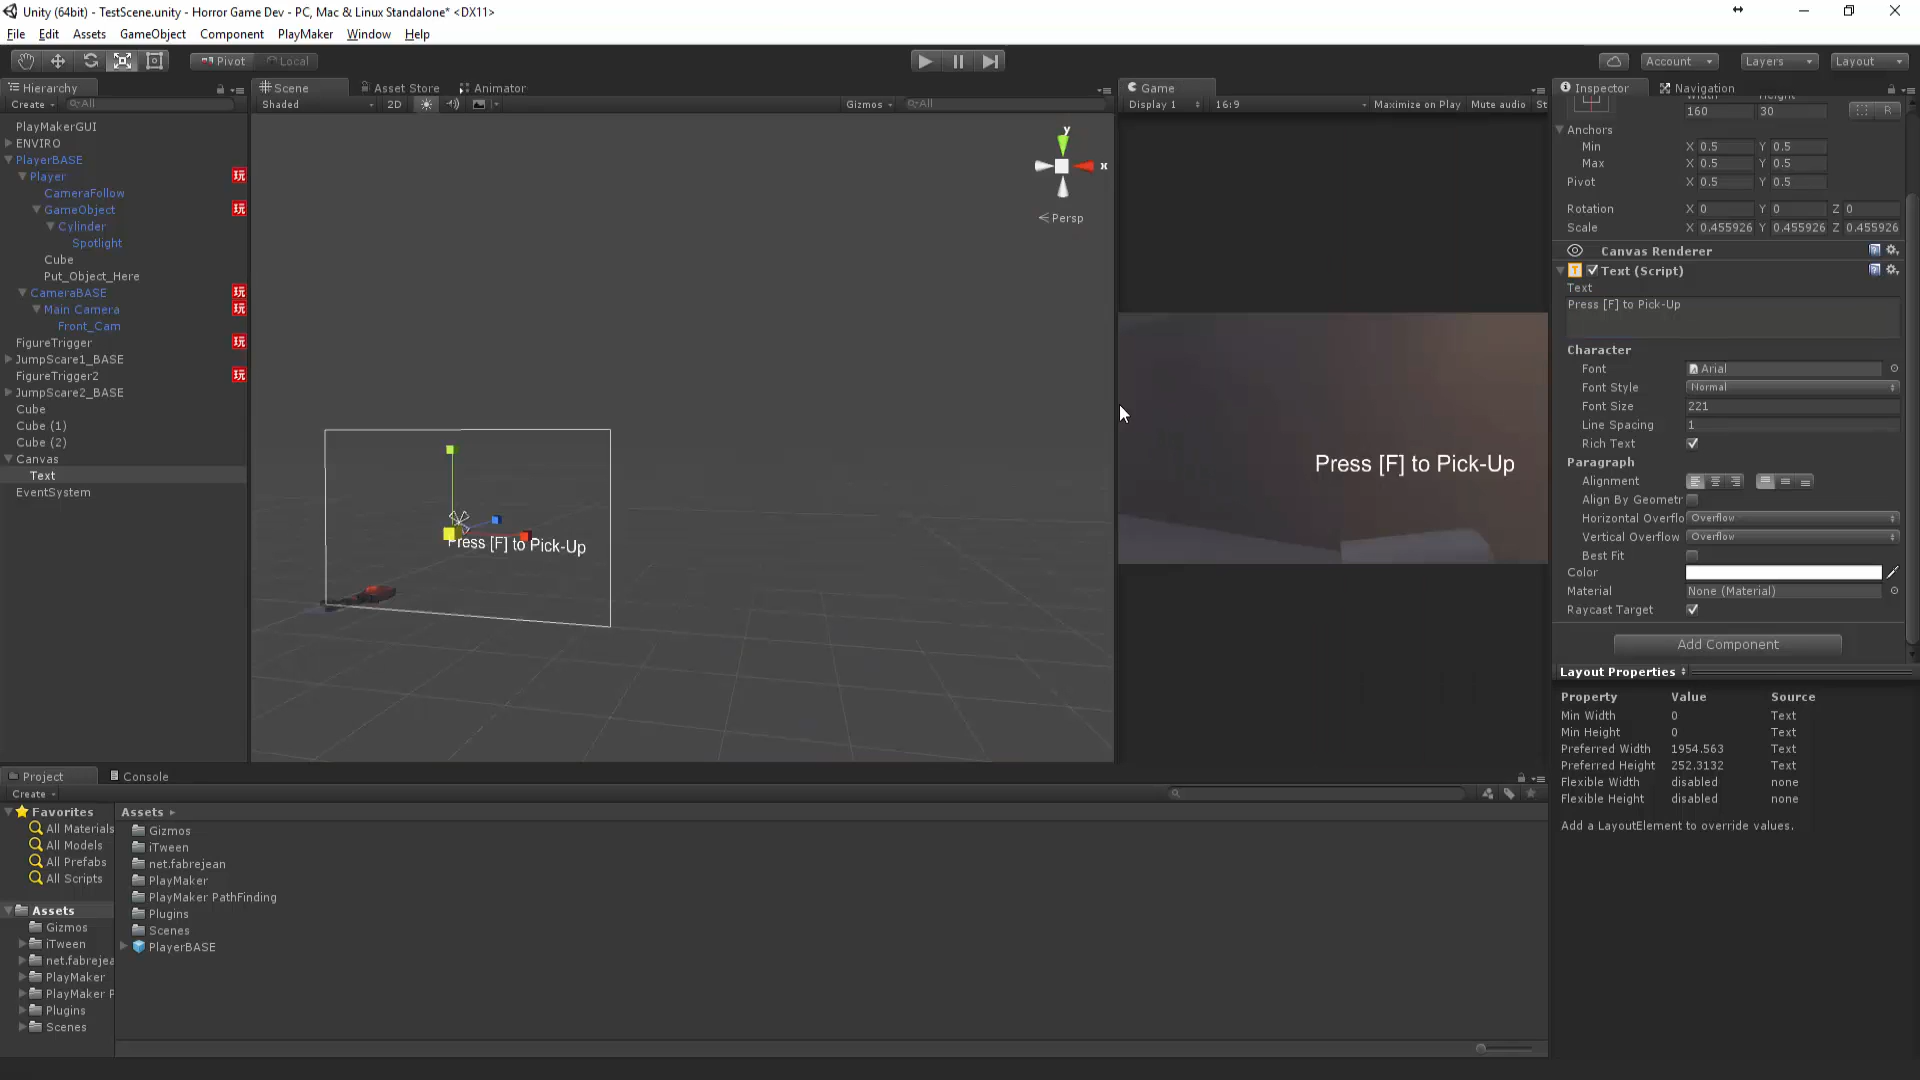 Unity (64bit) - TestScene.unity - Horror Game Dev - PC, Mac & Linux Standalone* <DX11>
File Edit Assets GameObject Component PlayMaker Window Help
Pivot Local Account Layers Layout
Hierarchy
Create All
PlayMakerGUI
ENVIRO
PlayerBASE
Player 玩
CameraFollow
GameObject 玩
Cylinder
Spotlight
Cube
Put_Object_Here
CameraBASE 玩
Main Camera 玩
Front_Cam
FigureTrigger 玩
JumpScare1_BASE
FigureTrigger2 玩
JumpScare2_BASE
Cube
Cube (1)
Cube (2)
Canvas
Text
EventSystem
Scene Asset Store Animator
Shaded 2D Gizmos All
y
x
Persp
Press [F] to Pick-Up
Game
Display 1 16:9 Maximize on Play Mute audio St
Press [F] to Pick-Up
Inspector Navigation
Width Height
160 30 R
Anchors
Min X 0.5 Y 0.5
Max X 0.5 Y 0.5
Pivot X 0.5 Y 0.5
Rotation X 0 Y 0 Z 0
Scale X 0.455926 Y 0.455926 Z 0.455926
Canvas Renderer
T Text (Script)
Text
Press [F] to Pick-Up
Character
Font Arial
Font Style Normal
Font Size 221
Line Spacing 1
Rich Text
Paragraph
Alignment
Align By Geometr
Horizontal Overflo Overflow
Vertical Overflow Overflow
Best Fit
Color
Material None (Material)
Raycast Target
Add Component
Layout Properties
Property Value Source
Min Width 0 Text
Min Height 0 Text
Preferred Width 1954.563 Text
Preferred Height 252.3132 Text
Flexible Width disabled none
Flexible Height disabled none
Add a LayoutElement to override values.
Project Console
Create
Favorites
All Materials
All Models
All Prefabs
All Scripts
Assets
Gizmos
iTween
net.fabrejea
PlayMaker
PlayMaker P
Plugins
Scenes
Assets
Gizmos
iTween
net.fabrejean
PlayMaker
PlayMaker PathFinding
Plugins
Scenes
PlayerBASE